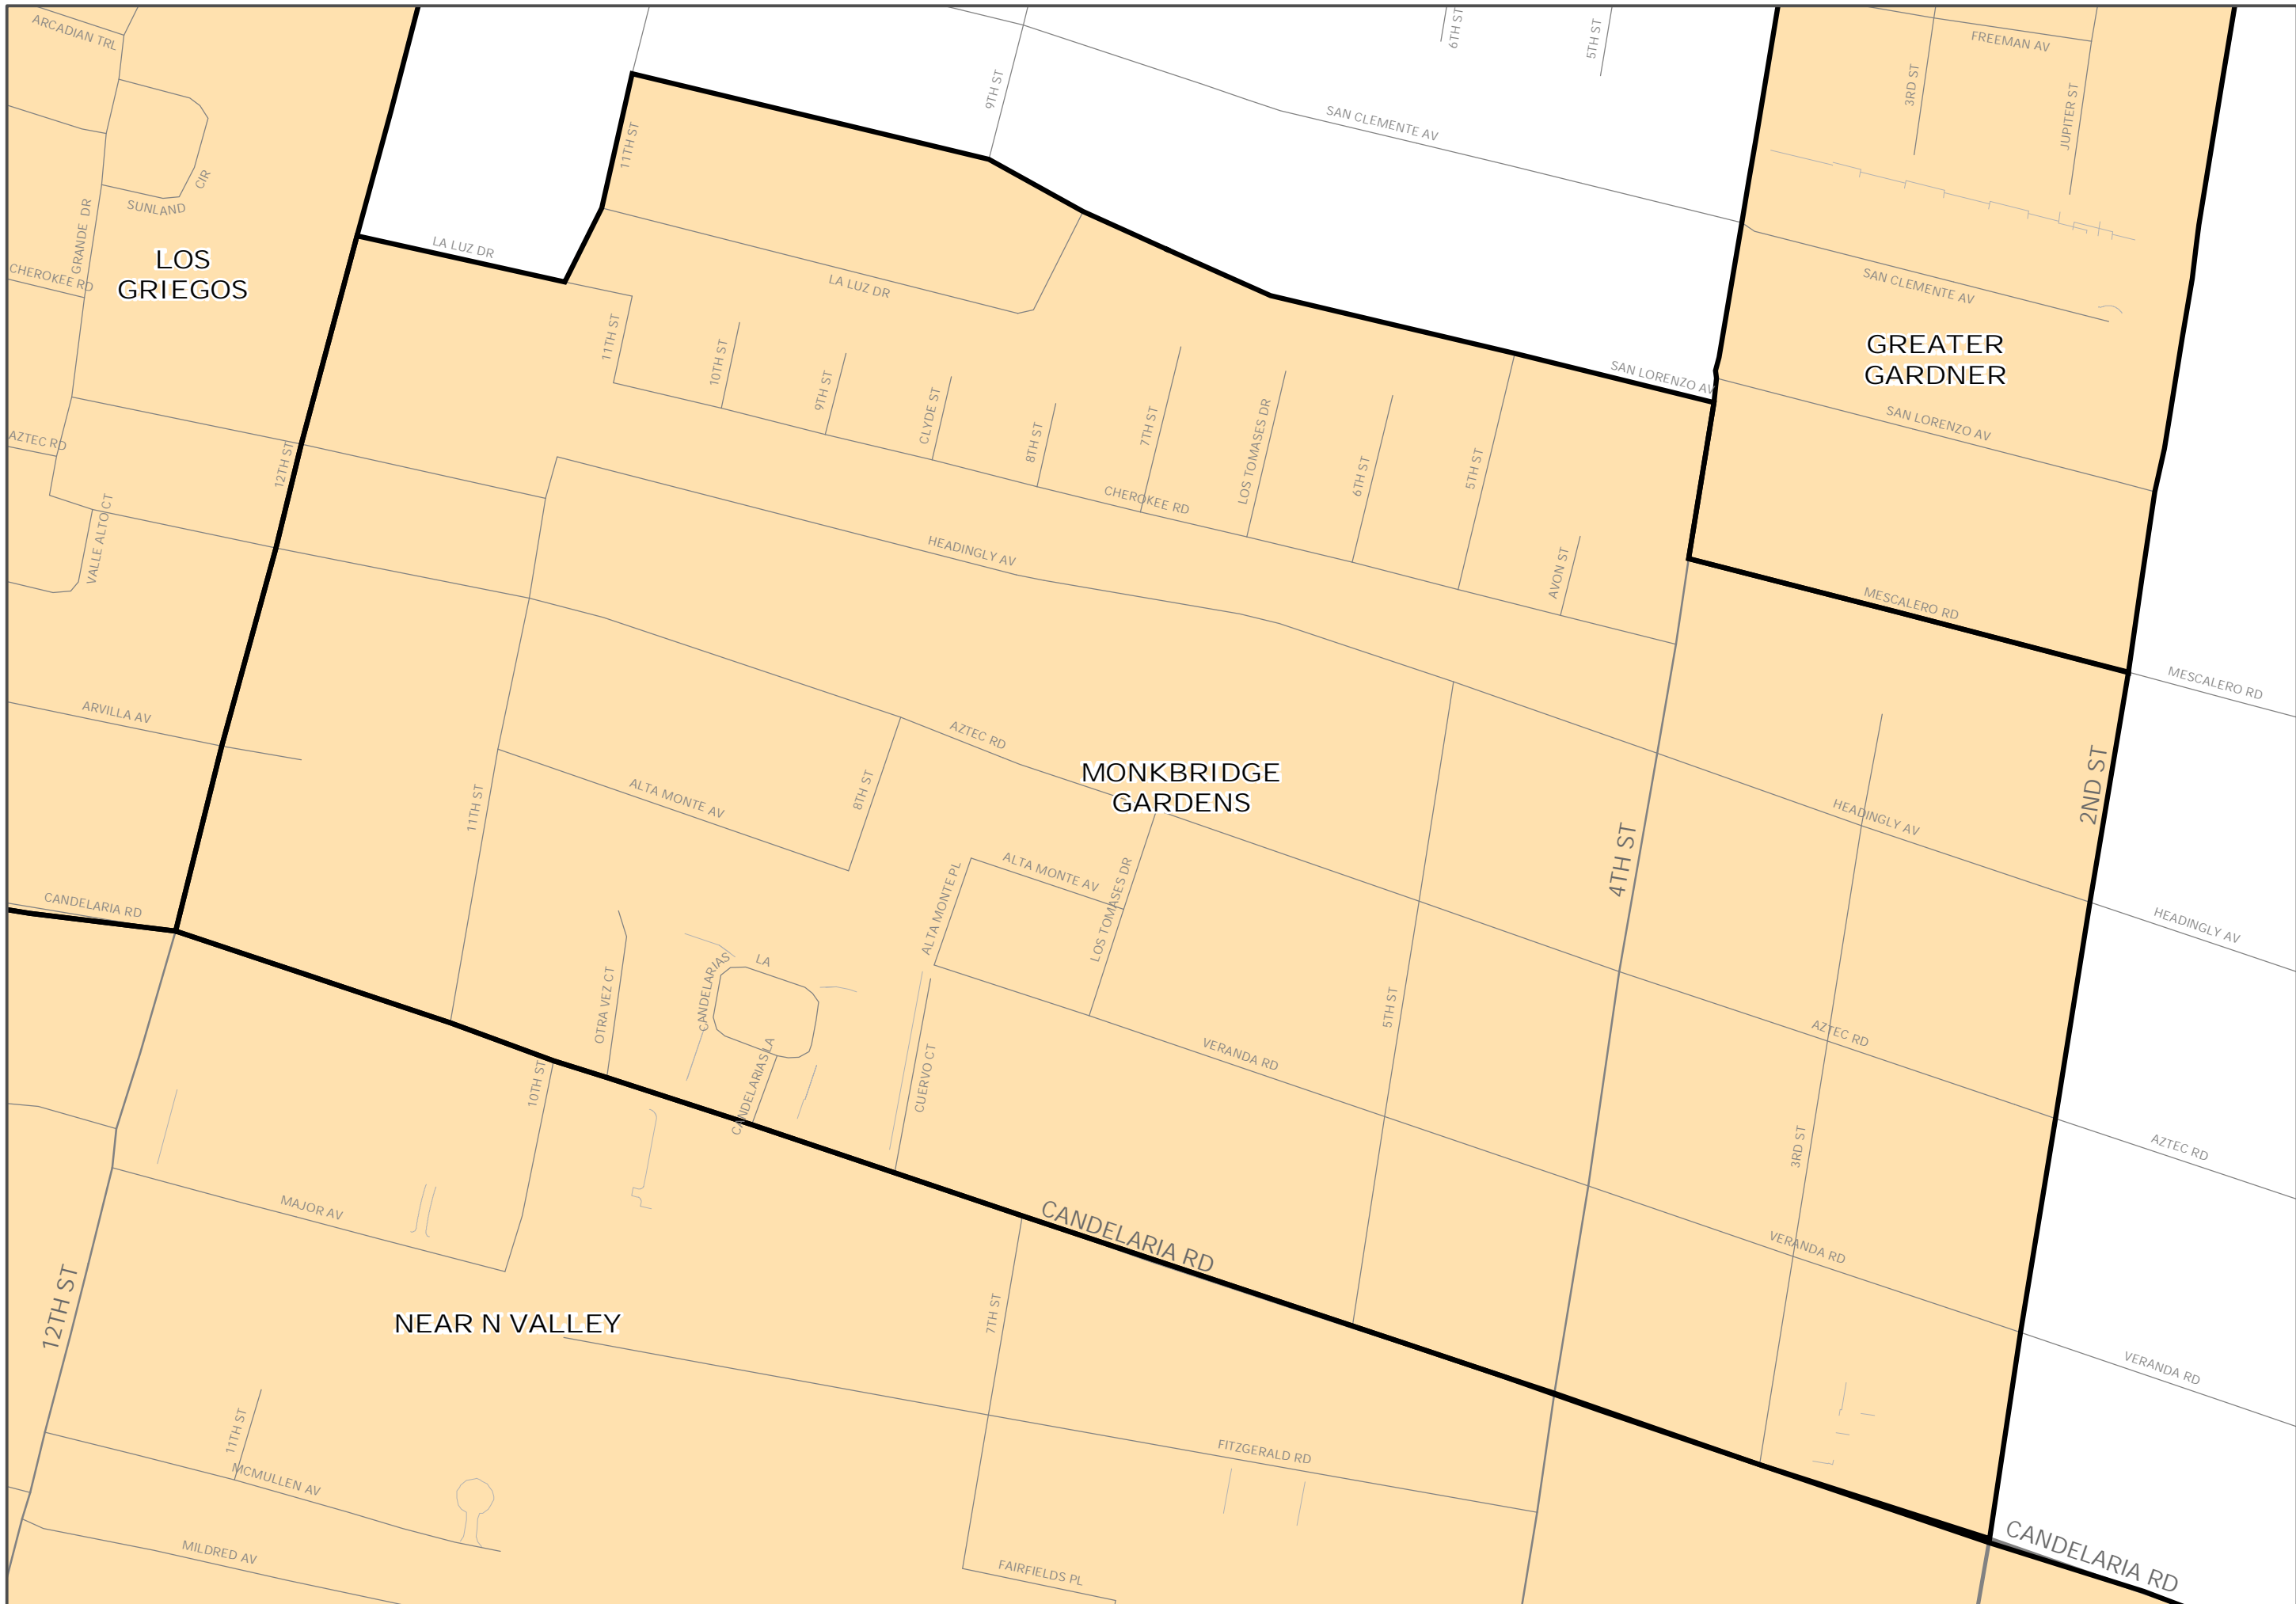 ARCADIAN TRL
6TH ST
5TH ST
FREEMAN AV
9TH ST
3RD ST
JUPITER ST
SAN CLEMENTE AV
11TH ST
SUNLAND
CIR
GRANDE DR
LOS
GRIEGOS
LA LUZ DR
CHEROKEE RD
LA LUZ DR
SAN CLEMENTE AV
GREATER
GARDNER
11TH ST
10TH ST
9TH ST
CLYDE ST
8TH ST
7TH ST
LOS TOMASES DR
6TH ST
5TH ST
SAN LORENZO AV
SAN LORENZO AV
AZTEC RD
12TH ST
CHEROKEE RD
VALLE ALTO CT
HEADINGLY AV
AVON ST
MESCALERO RD
MESCALERO RD
ARVILLA AV
AZTEC RD
MONKBRIDGE
GARDENS
2ND ST
11TH ST
ALTA MONTE AV
8TH ST
4TH ST
HEADINGLY AV
HEADINGLY AV
ALTA MONTE PL
ALTA MONTE AV
LOS TOMASES DR
CANDELARIA RD
OTRA VEZ CT
CANDELARIAS
LA
CANDELARIAS
LA
CUERVO CT
5TH ST
VERANDA RD
AZTEC RD
AZTEC RD
10TH ST
3RD ST
MAJOR AV
CANDELARIA RD
VERANDA RD
VERANDA RD
12TH ST
NEAR N VALLEY
7TH ST
11TH ST
MCMULLEN AV
FITZGERALD RD
MILDRED AV
FAIRFIELDS PL
CANDELARIA RD